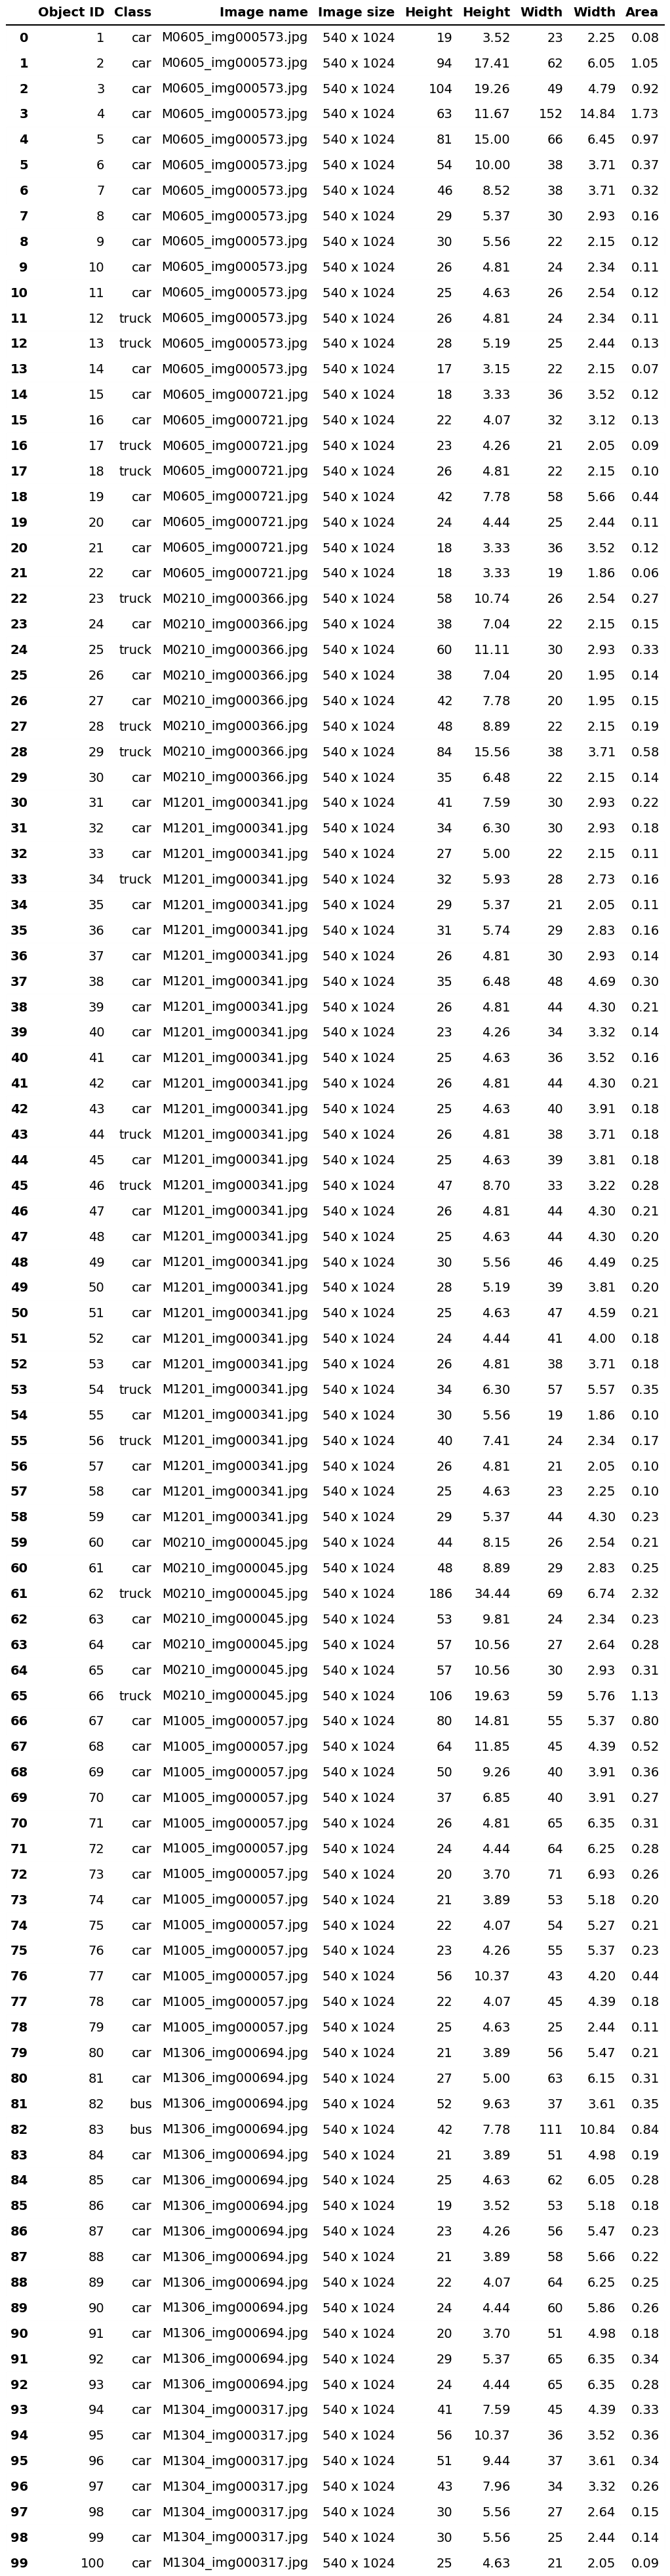 Object ID Class Image name Image size Height Height Width Width Area
0 1 car M0605_img000573.jpg 540 x 1024 19 3.52 23 2.25 0.08
1 2 car M0605_img000573.jpg 540 x 1024 94 17.41 62 6.05 1.05
2 3 car M0605_img000573.jpg 540 x 1024 104 19.26 49 4.79 0.92
3 4 car M0605_img000573.jpg 540 x 1024 63 11.67 152 14.84 1.73
4 5 car M0605_img000573.jpg 540 x 1024 81 15.00 66 6.45 0.97
5 6 car M0605_img000573.jpg 540 x 1024 54 10.00 38 3.71 0.37
6 7 car M0605_img000573.jpg 540 x 1024 46 8.52 38 3.71 0.32
7 8 car M0605_img000573.jpg 540 x 1024 29 5.37 30 2.93 0.16
8 9 car M0605_img000573.jpg 540 x 1024 30 5.56 22 2.15 0.12
9 10 car M0605_img000573.jpg 540 x 1024 26 4.81 24 2.34 0.11
10 11 car M0605_img000573.jpg 540 x 1024 25 4.63 26 2.54 0.12
11 12 truck M0605_img000573.jpg 540 x 1024 26 4.81 24 2.34 0.11
12 13 truck M0605_img000573.jpg 540 x 1024 28 5.19 25 2.44 0.13
13 14 car M0605_img000573.jpg 540 x 1024 17 3.15 22 2.15 0.07
14 15 car M0605_img000721.jpg 540 x 1024 18 3.33 36 3.52 0.12
15 16 car M0605_img000721.jpg 540 x 1024 22 4.07 32 3.12 0.13
16 17 truck M0605_img000721.jpg 540 x 1024 23 4.26 21 2.05 0.09
17 18 truck M0605_img000721.jpg 540 x 1024 26 4.81 22 2.15 0.10
18 19 car M0605_img000721.jpg 540 x 1024 42 7.78 58 5.66 0.44
19 20 car M0605_img000721.jpg 540 x 1024 24 4.44 25 2.44 0.11
20 21 car M0605_img000721.jpg 540 x 1024 18 3.33 36 3.52 0.12
21 22 car M0605_img000721.jpg 540 x 1024 18 3.33 19 1.86 0.06
22 23 truck M0210_img000366.jpg 540 x 1024 58 10.74 26 2.54 0.27
23 24 car M0210_img000366.jpg 540 x 1024 38 7.04 22 2.15 0.15
24 25 truck M0210_img000366.jpg 540 x 1024 60 11.11 30 2.93 0.33
25 26 car M0210_img000366.jpg 540 x 1024 38 7.04 20 1.95 0.14
26 27 car M0210_img000366.jpg 540 x 1024 42 7.78 20 1.95 0.15
27 28 truck M0210_img000366.jpg 540 x 1024 48 8.89 22 2.15 0.19
28 29 truck M0210_img000366.jpg 540 x 1024 84 15.56 38 3.71 0.58
29 30 car M0210_img000366.jpg 540 x 1024 35 6.48 22 2.15 0.14
30 31 car M1201_img000341.jpg 540 x 1024 41 7.59 30 2.93 0.22
31 32 car M1201_img000341.jpg 540 x 1024 34 6.30 30 2.93 0.18
32 33 car M1201_img000341.jpg 540 x 1024 27 5.00 22 2.15 0.11
33 34 truck M1201_img000341.jpg 540 x 1024 32 5.93 28 2.73 0.16
34 35 car M1201_img000341.jpg 540 x 1024 29 5.37 21 2.05 0.11
35 36 car M1201_img000341.jpg 540 x 1024 31 5.74 29 2.83 0.16
36 37 car M1201_img000341.jpg 540 x 1024 26 4.81 30 2.93 0.14
37 38 car M1201_img000341.jpg 540 x 1024 35 6.48 48 4.69 0.30
38 39 car M1201_img000341.jpg 540 x 1024 26 4.81 44 4.30 0.21
39 40 car M1201_img000341.jpg 540 x 1024 23 4.26 34 3.32 0.14
40 41 car M1201_img000341.jpg 540 x 1024 25 4.63 36 3.52 0.16
41 42 car M1201_img000341.jpg 540 x 1024 26 4.81 44 4.30 0.21
42 43 car M1201_img000341.jpg 540 x 1024 25 4.63 40 3.91 0.18
43 44 truck M1201_img000341.jpg 540 x 1024 26 4.81 38 3.71 0.18
44 45 car M1201_img000341.jpg 540 x 1024 25 4.63 39 3.81 0.18
45 46 truck M1201_img000341.jpg 540 x 1024 47 8.70 33 3.22 0.28
46 47 car M1201_img000341.jpg 540 x 1024 26 4.81 44 4.30 0.21
47 48 car M1201_img000341.jpg 540 x 1024 25 4.63 44 4.30 0.20
48 49 car M1201_img000341.jpg 540 x 1024 30 5.56 46 4.49 0.25
49 50 car M1201_img000341.jpg 540 x 1024 28 5.19 39 3.81 0.20
50 51 car M1201_img000341.jpg 540 x 1024 25 4.63 47 4.59 0.21
51 52 car M1201_img000341.jpg 540 x 1024 24 4.44 41 4.00 0.18
52 53 car M1201_img000341.jpg 540 x 1024 26 4.81 38 3.71 0.18
53 54 truck M1201_img000341.jpg 540 x 1024 34 6.30 57 5.57 0.35
54 55 car M1201_img000341.jpg 540 x 1024 30 5.56 19 1.86 0.10
55 56 truck M1201_img000341.jpg 540 x 1024 40 7.41 24 2.34 0.17
56 57 car M1201_img000341.jpg 540 x 1024 26 4.81 21 2.05 0.10
57 58 car M1201_img000341.jpg 540 x 1024 25 4.63 23 2.25 0.10
58 59 car M1201_img000341.jpg 540 x 1024 29 5.37 44 4.30 0.23
59 60 car M0210_img000045.jpg 540 x 1024 44 8.15 26 2.54 0.21
60 61 car M0210_img000045.jpg 540 x 1024 48 8.89 29 2.83 0.25
61 62 truck M0210_img000045.jpg 540 x 1024 186 34.44 69 6.74 2.32
62 63 car M0210_img000045.jpg 540 x 1024 53 9.81 24 2.34 0.23
63 64 car M0210_img000045.jpg 540 x 1024 57 10.56 27 2.64 0.28
64 65 car M0210_img000045.jpg 540 x 1024 57 10.56 30 2.93 0.31
65 66 truck M0210_img000045.jpg 540 x 1024 106 19.63 59 5.76 1.13
66 67 car M1005_img000057.jpg 540 x 1024 80 14.81 55 5.37 0.80
67 68 car M1005_img000057.jpg 540 x 1024 64 11.85 45 4.39 0.52
68 69 car M1005_img000057.jpg 540 x 1024 50 9.26 40 3.91 0.36
69 70 car M1005_img000057.jpg 540 x 1024 37 6.85 40 3.91 0.27
70 71 car M1005_img000057.jpg 540 x 1024 26 4.81 65 6.35 0.31
71 72 car M1005_img000057.jpg 540 x 1024 24 4.44 64 6.25 0.28
72 73 car M1005_img000057.jpg 540 x 1024 20 3.70 71 6.93 0.26
73 74 car M1005_img000057.jpg 540 x 1024 21 3.89 53 5.18 0.20
74 75 car M1005_img000057.jpg 540 x 1024 22 4.07 54 5.27 0.21
75 76 car M1005_img000057.jpg 540 x 1024 23 4.26 55 5.37 0.23
76 77 car M1005_img000057.jpg 540 x 1024 56 10.37 43 4.20 0.44
77 78 car M1005_img000057.jpg 540 x 1024 22 4.07 45 4.39 0.18
78 79 car M1005_img000057.jpg 540 x 1024 25 4.63 25 2.44 0.11
79 80 car M1306_img000694.jpg 540 x 1024 21 3.89 56 5.47 0.21
80 81 car M1306_img000694.jpg 540 x 1024 27 5.00 63 6.15 0.31
81 82 bus M1306_img000694.jpg 540 x 1024 52 9.63 37 3.61 0.35
82 83 bus M1306_img000694.jpg 540 x 1024 42 7.78 111 10.84 0.84
83 84 car M1306_img000694.jpg 540 x 1024 21 3.89 51 4.98 0.19
84 85 car M1306_img000694.jpg 540 x 1024 25 4.63 62 6.05 0.28
85 86 car M1306_img000694.jpg 540 x 1024 19 3.52 53 5.18 0.18
86 87 car M1306_img000694.jpg 540 x 1024 23 4.26 56 5.47 0.23
87 88 car M1306_img000694.jpg 540 x 1024 21 3.89 58 5.66 0.22
88 89 car M1306_img000694.jpg 540 x 1024 22 4.07 64 6.25 0.25
89 90 car M1306_img000694.jpg 540 x 1024 24 4.44 60 5.86 0.26
90 91 car M1306_img000694.jpg 540 x 1024 20 3.70 51 4.98 0.18
91 92 car M1306_img000694.jpg 540 x 1024 29 5.37 65 6.35 0.34
92 93 car M1306_img000694.jpg 540 x 1024 24 4.44 65 6.35 0.28
93 94 car M1304_img000317.jpg 540 x 1024 41 7.59 45 4.39 0.33
94 95 car M1304_img000317.jpg 540 x 1024 56 10.37 36 3.52 0.36
95 96 car M1304_img000317.jpg 540 x 1024 51 9.44 37 3.61 0.34
96 97 car M1304_img000317.jpg 540 x 1024 43 7.96 34 3.32 0.26
97 98 car M1304_img000317.jpg 540 x 1024 30 5.56 27 2.64 0.15
98 99 car M1304_img000317.jpg 540 x 1024 30 5.56 25 2.44 0.14
99 100 car M1304_img000317.jpg 540 x 1024 25 4.63 21 2.05 0.09